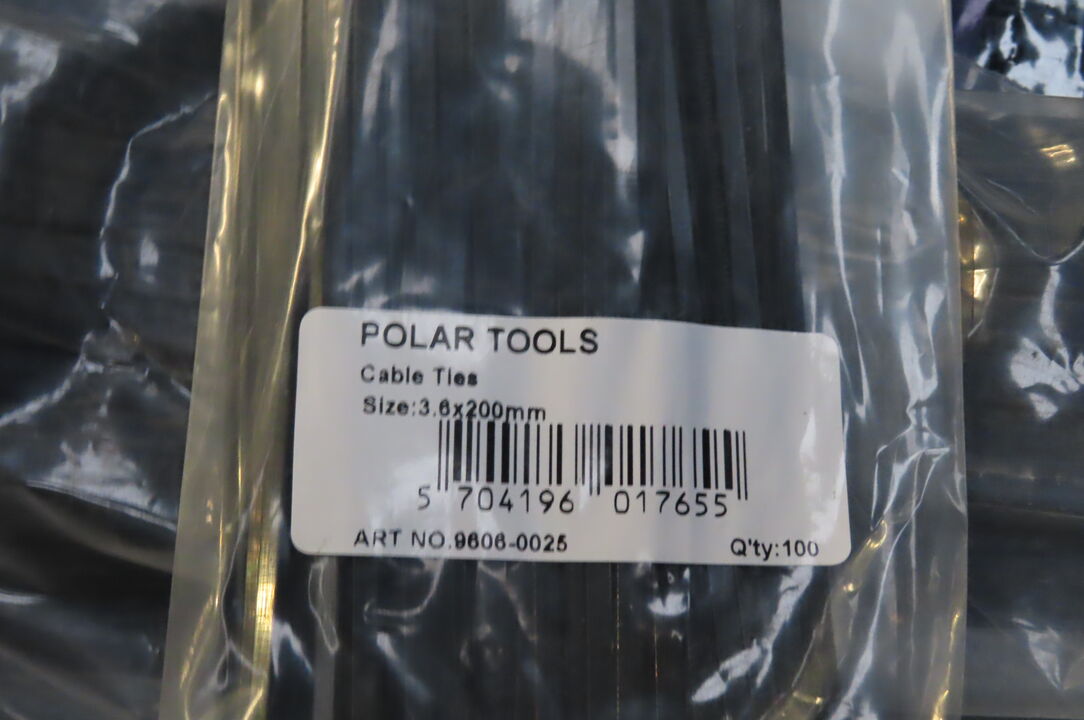 POLAR TOOLS
Cable Ties
Size:3.6x200mm
5 704196 017655
ART NO.9606-0025
Q'ty:100